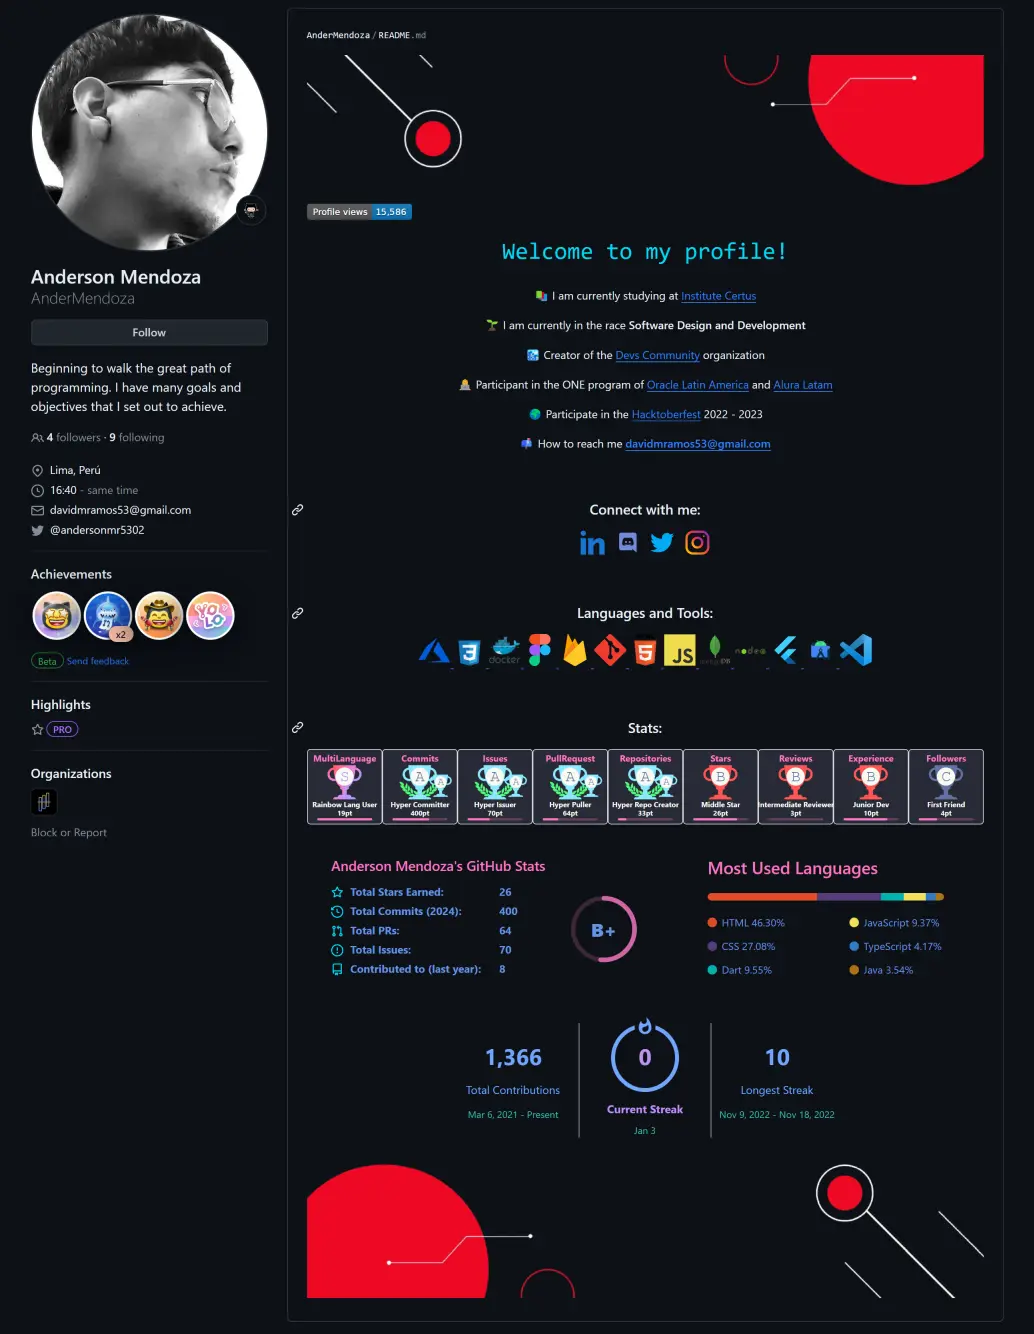 AnderMendoza/README.md
Profile views 15,586
Welcome to my profile!
I am currently studying at Institute Certus
I am currently in the race Software Design and Development
Creator of the Devs Community organization
Participant in the ONE program of Oracle Latin America and Alura Latam
Participate in the Hacktoberfest 2022 - 2023
How to reach me davidmramos53@gmail.com
Anderson Mendoza
AnderMendoza
Follow
Beginning to walk the great path of
programming. I have many goals and
objectives that I set out to achieve.
4 followers · 9 following
Lima, Perú
16:40 - same time
davidmramos53@gmail.com
@andersonmr5302
Achievements
x2
YOLO
Beta Send feedback
Highlights
PRO
Organizations
Block or Report
Connect with me:
in
Languages and Tools:
3 docker 5 JS mongoDB node
Stats:
MultiLanguage Commits Issues PullRequest Repositories Stars Reviews Experience Followers
S A A A A A A A B B B C
Rainbow Lang User Hyper Committer Hyper Issuer Hyper Puller Hyper Repo Creator Middle Star Intermediate Reviewer Junior Dev First Friend
19pt 400pt 70pt 64pt 33pt 26pt 3pt 10pt 4pt
Anderson Mendoza's GitHub Stats
Total Stars Earned: 26
Total Commits (2024): 400
Total PRs: 64
Total Issues: 70
Contributed to (last year): 8
B+
Most Used Languages
HTML 46.30% JavaScript 9.37%
CSS 27.08% TypeScript 4.17%
Dart 9.55% Java 3.54%
1,366
Total Contributions
Mar 6, 2021 - Present
0
Current Streak
Jan 3
10
Longest Streak
Nov 9, 2022 - Nov 18, 2022